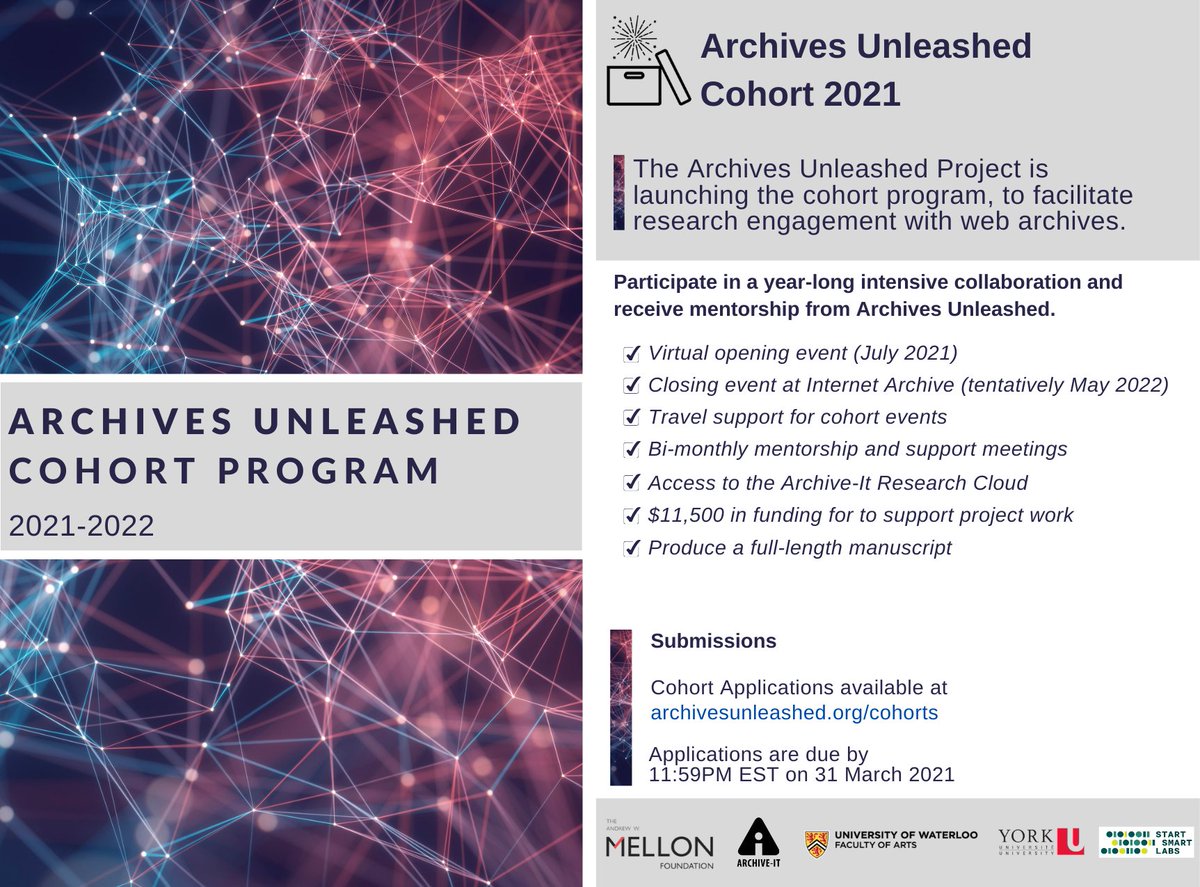 ARCHIVES UNLEASHED
COHORT PROGRAM
2021-2022
Archives Unleashed
Cohort 2021
The Archives Unleashed Project is
launching the cohort program, to facilitate
research engagement with web archives.
Participate in a year-long intensive collaboration and
receive mentorship from Archives Unleashed.
Virtual opening event (July 2021)
Closing event at Internet Archive (tentatively May 2022)
Travel support for cohort events
Bi-monthly mentorship and support meetings
Access to the Archive-It Research Cloud
$11,500 in funding for to support project work
Produce a full-length manuscript
Submissions
Cohort Applications available at
archivesunleashed.org/cohorts
Applications are due by
11:59PM EST on 31 March 2021
THE
ANDREW W.
MELLON
FOUNDATION
ARCHIVE-IT
UNIVERSITY OF WATERLOO
FACULTY OF ARTS
YORK U
UNIVERSITÉ
UNIVERSITY
START
SMART
LABS